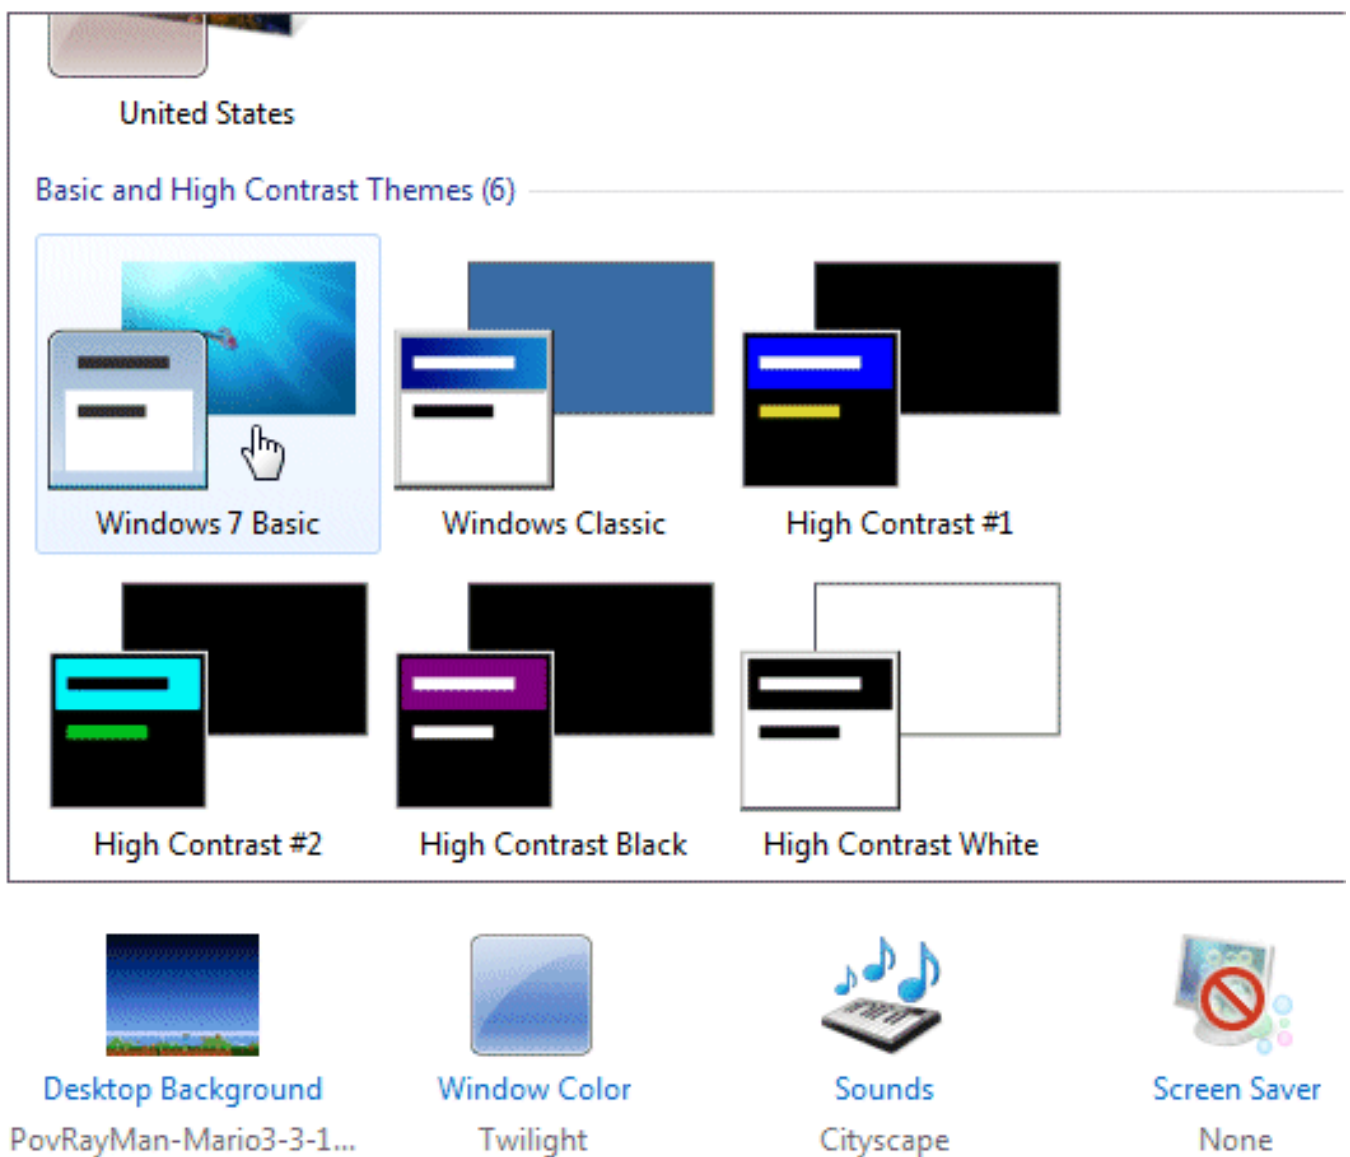 United States
Basic and High Contrast Themes (6)
Windows 7 Basic
Windows Classic
High Contrast #1
High Contrast #2
High Contrast Black
High Contrast White
Desktop Background
Window Color
Sounds
Screen Saver
PovRayMan-Mario3-3-1...
Twilight
Cityscape
None